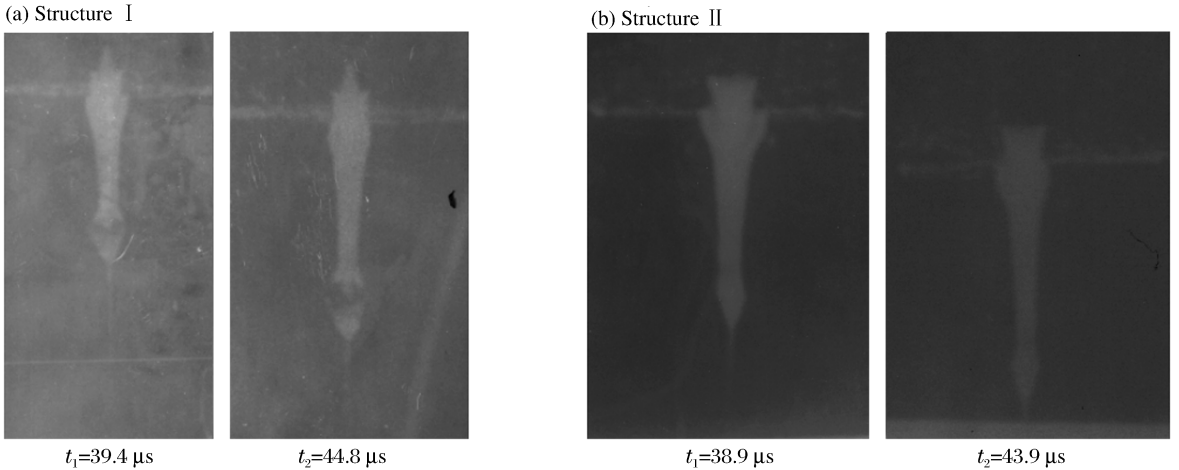 (a) Structure Ⅰ
(b) Structure Ⅱ
t₁=39.4 μs
t₂=44.8 μs
t₁=38.9 μs
t₂=43.9 μs